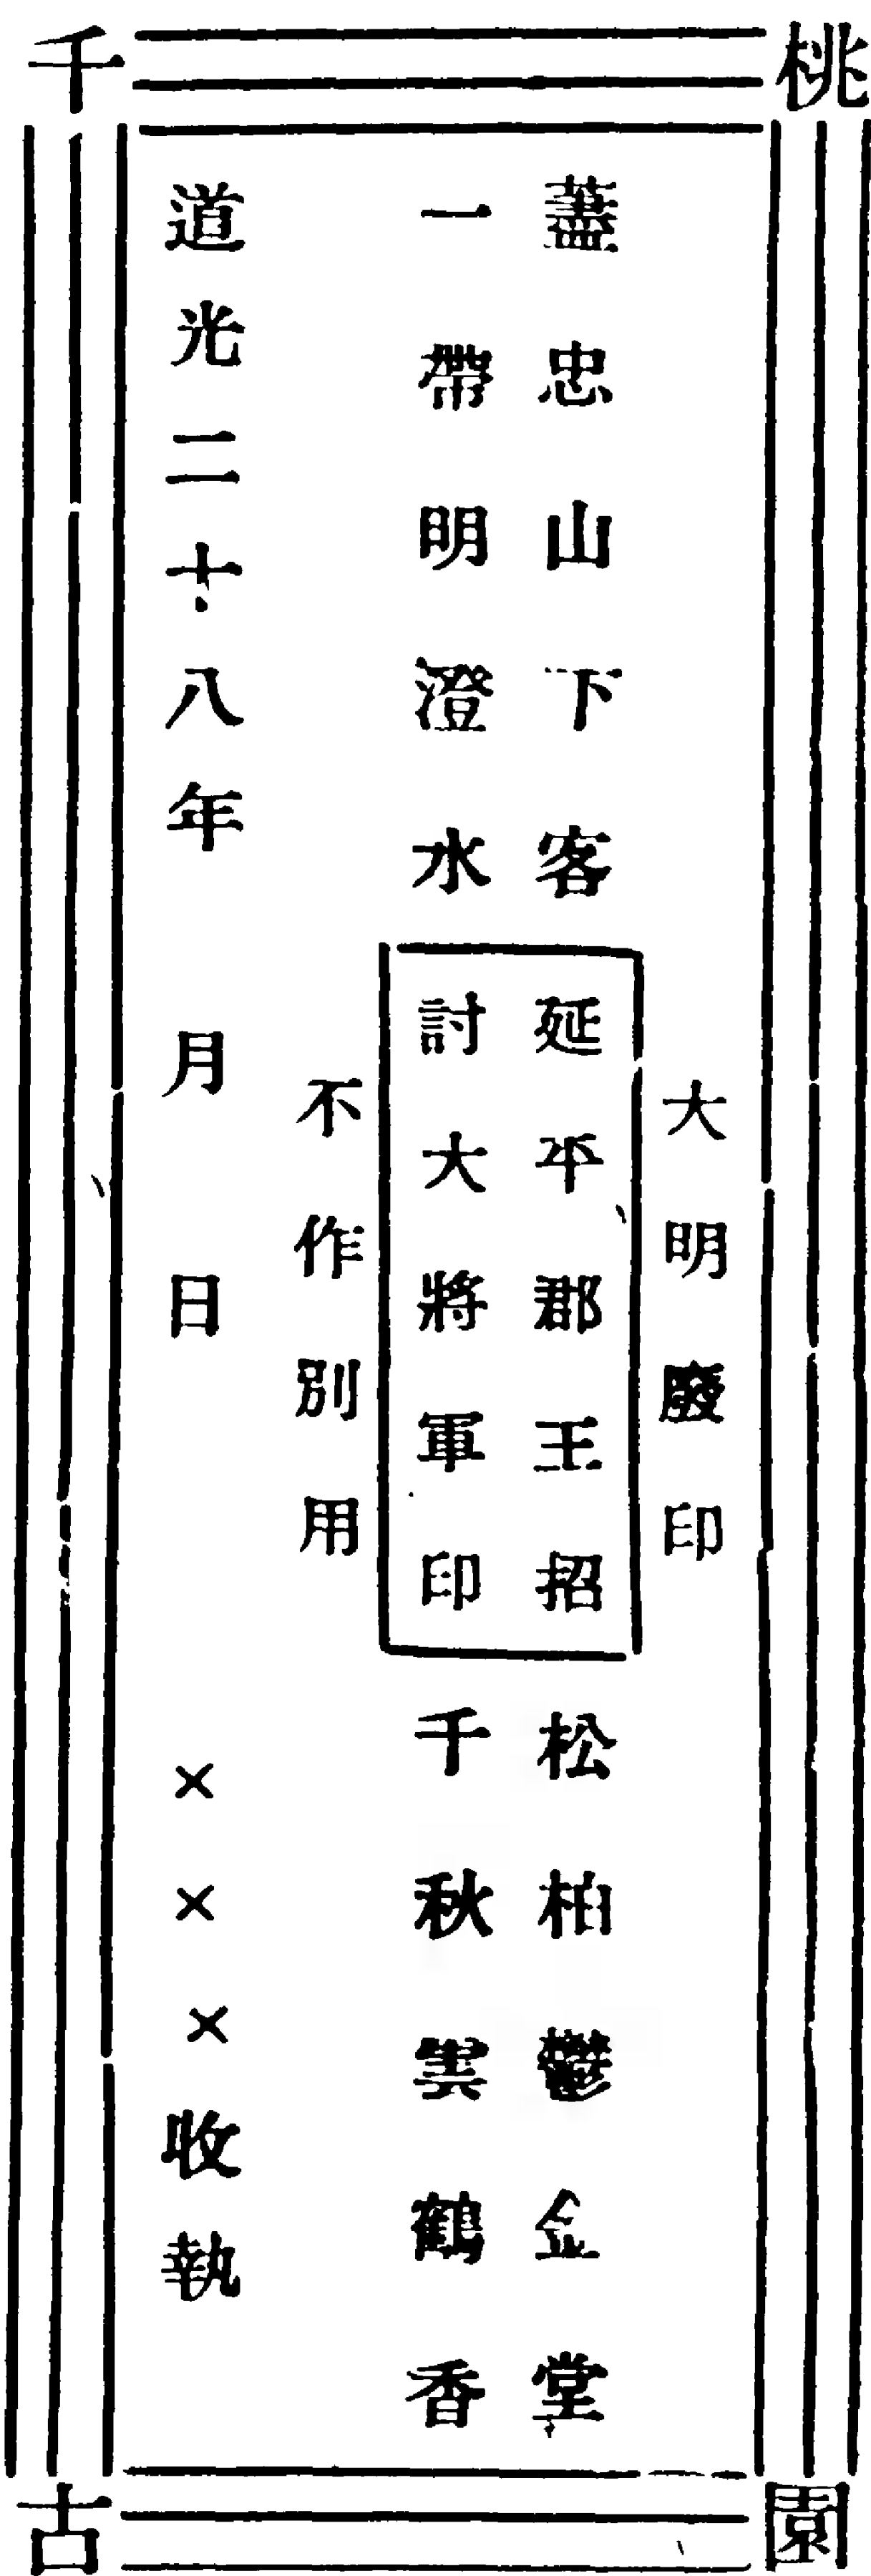 桃園
千古
大明廢印
藎忠山下客
延平郡王招
松柏鬱金堂
一帶明澄水
討大將軍印
千秋雲鶴香
不作別用
道光二十八年 月 日 ×××收執